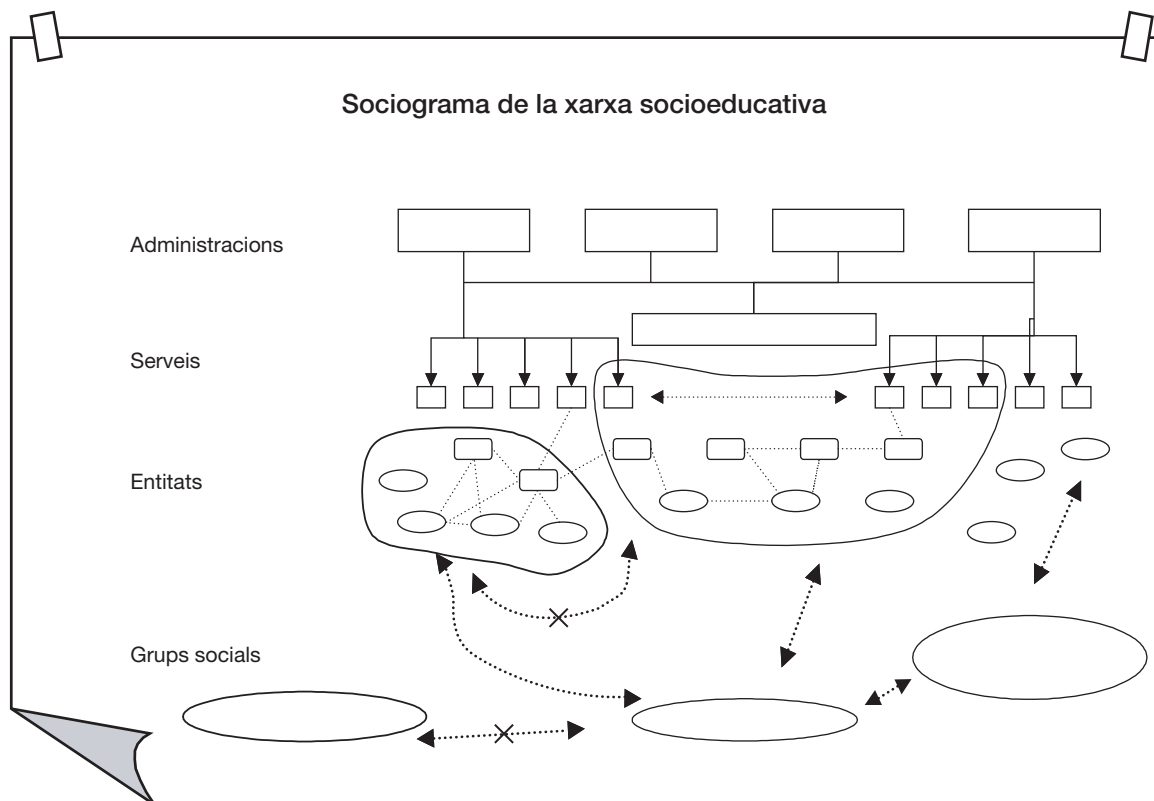 Sociograma de la xarxa socioeducativa
Administracions
Serveis
Entitats
Grups socials